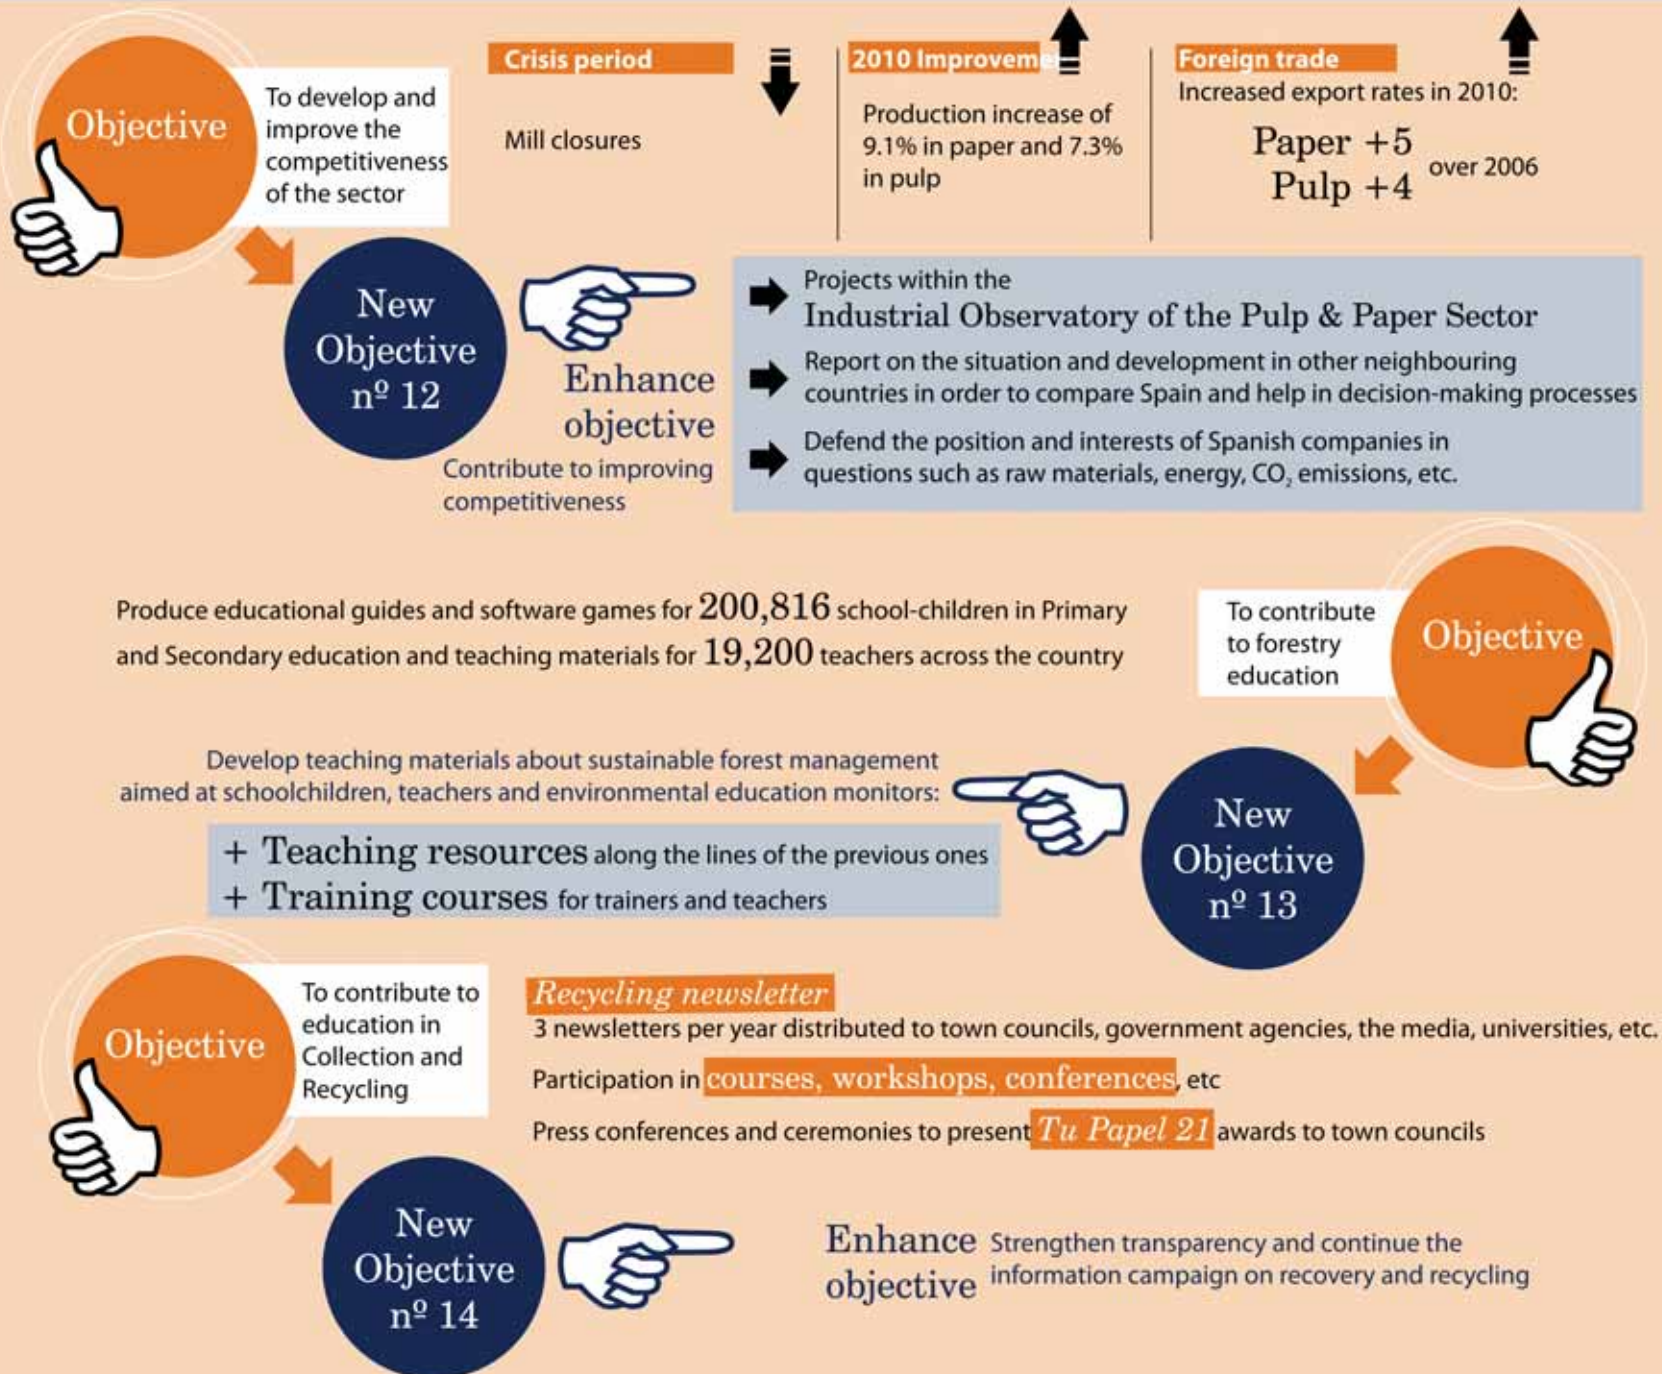 Objective
To develop and
improve the
competitiveness
of the sector
Crisis period
Mill closures
2010 Improveme
Production increase of
9.1% in paper and 7.3%
in pulp
Foreign trade
Increased export rates in 2010:
Paper +5
Pulp +4
over 2006
New
Objective
nº 12
Enhance
objective
Contribute to improving
competitiveness
Projects within the
Industrial Observatory of the Pulp & Paper Sector
Report on the situation and development in other neighbouring
countries in order to compare Spain and help in decision-making processes
Defend the position and interests of Spanish companies in
questions such as raw materials, energy, CO₂ emissions, etc.
Objective
To contribute
to forestry
education
Produce educational guides and software games for 200,816 school-children in Primary
and Secondary education and teaching materials for 19,200 teachers across the country
New
Objective
nº 13
Develop teaching materials about sustainable forest management
aimed at schoolchildren, teachers and environmental education monitors:
+ Teaching resources along the lines of the previous ones
+ Training courses for trainers and teachers
Objective
To contribute to
education in
Collection and
Recycling
Recycling newsletter
3 newsletters per year distributed to town councils, government agencies, the media, universities, etc.
Participation in courses, workshops, conferences, etc
Press conferences and ceremonies to present Tu Papel 21 awards to town councils
New
Objective
nº 14
Enhance
objective
Strengthen transparency and continue the
information campaign on recovery and recycling